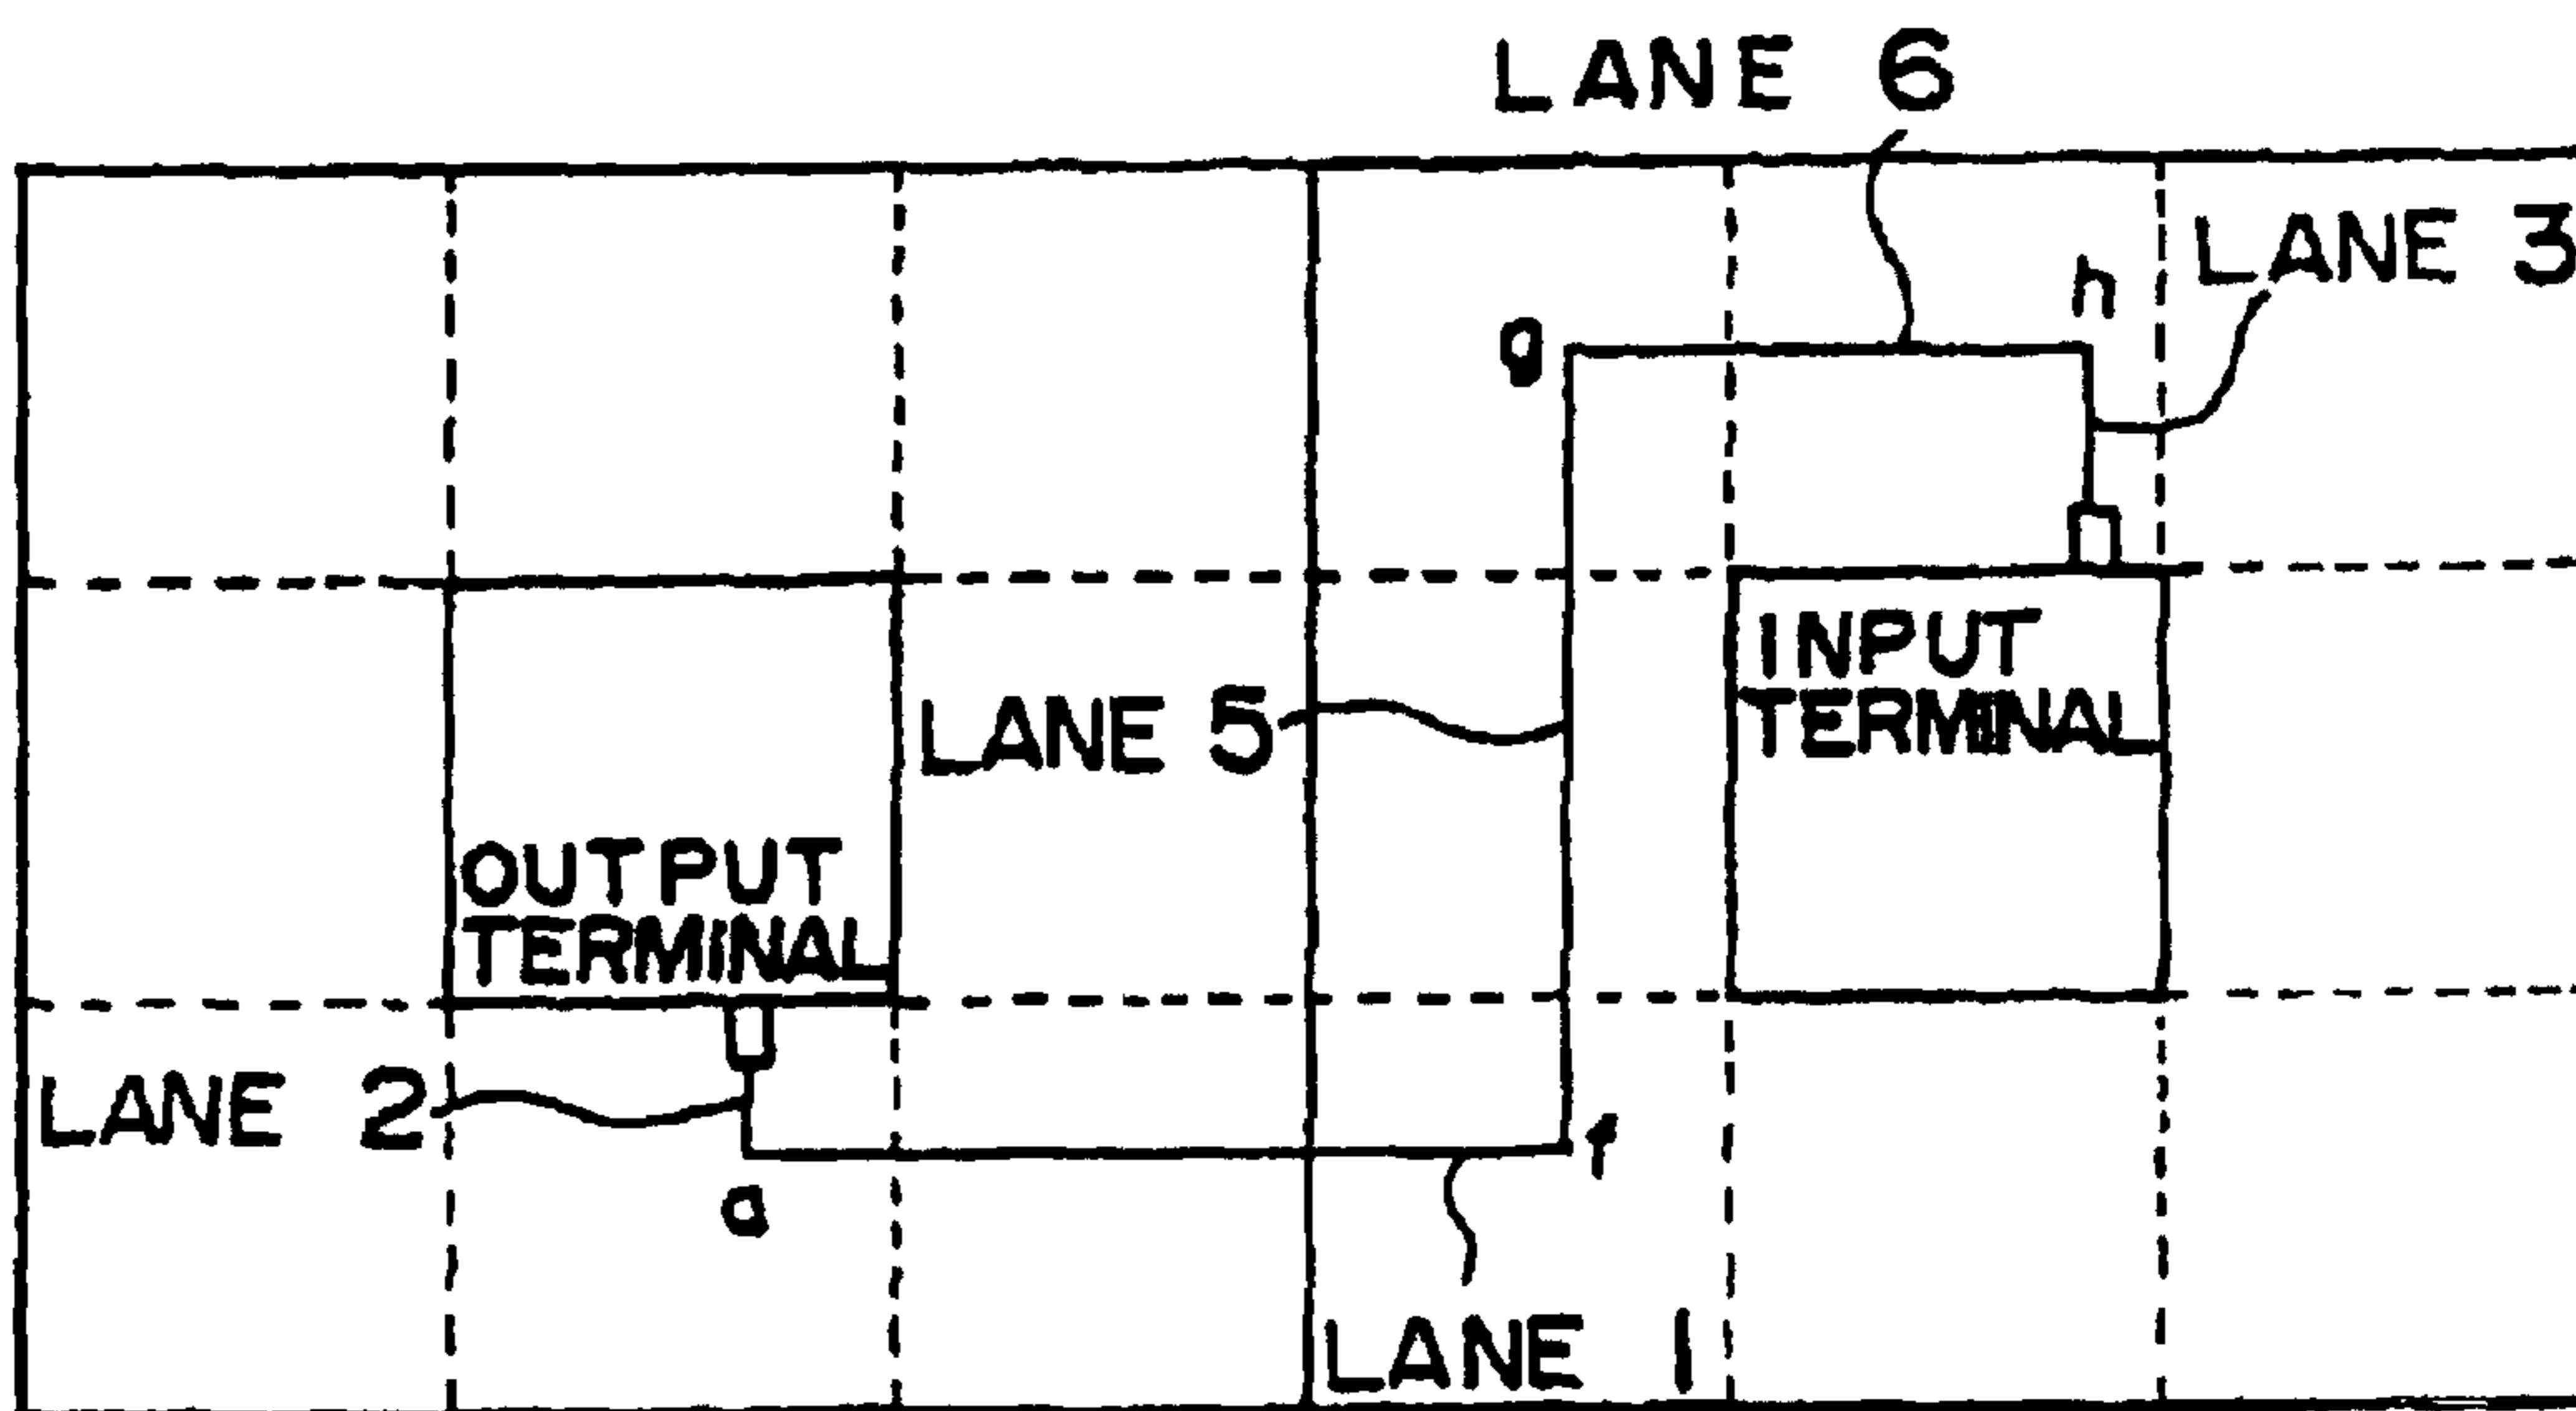 LANE 6
LANE 3
h
g
INPUT
TERMINAL
LANE 5
OUTPUT
TERMINAL
LANE 2
f
a
LANE 1